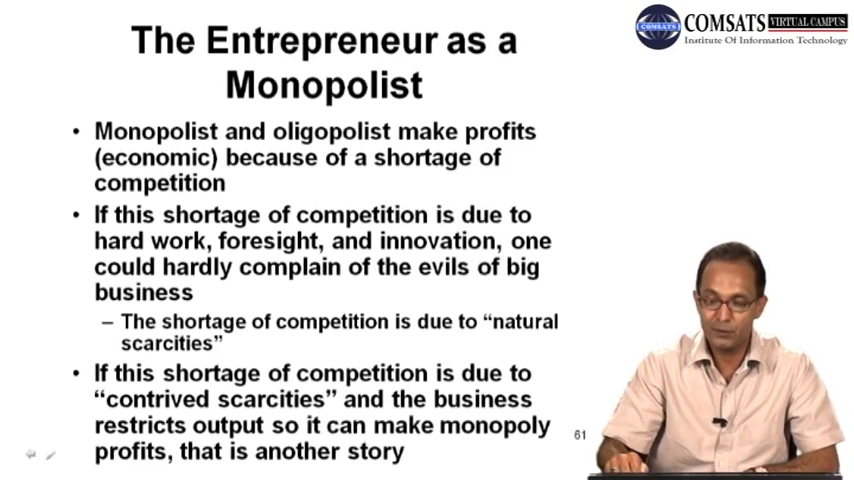 The Entrepreneur as a
Monopolist
COMSATS VIRTUAL CAMPUS
Institute Of Information Technology
COMSATS
• Monopolist and oligopolist make profits
(economic) because of a shortage of
competition
• If this shortage of competition is due to
hard work, foresight, and innovation, one
could hardly complain of the evils of big
business
– The shortage of competition is due to “natural
scarcities”
• If this shortage of competition is due to
“contrived scarcities” and the business
restricts output so it can make monopoly
profits, that is another story
61